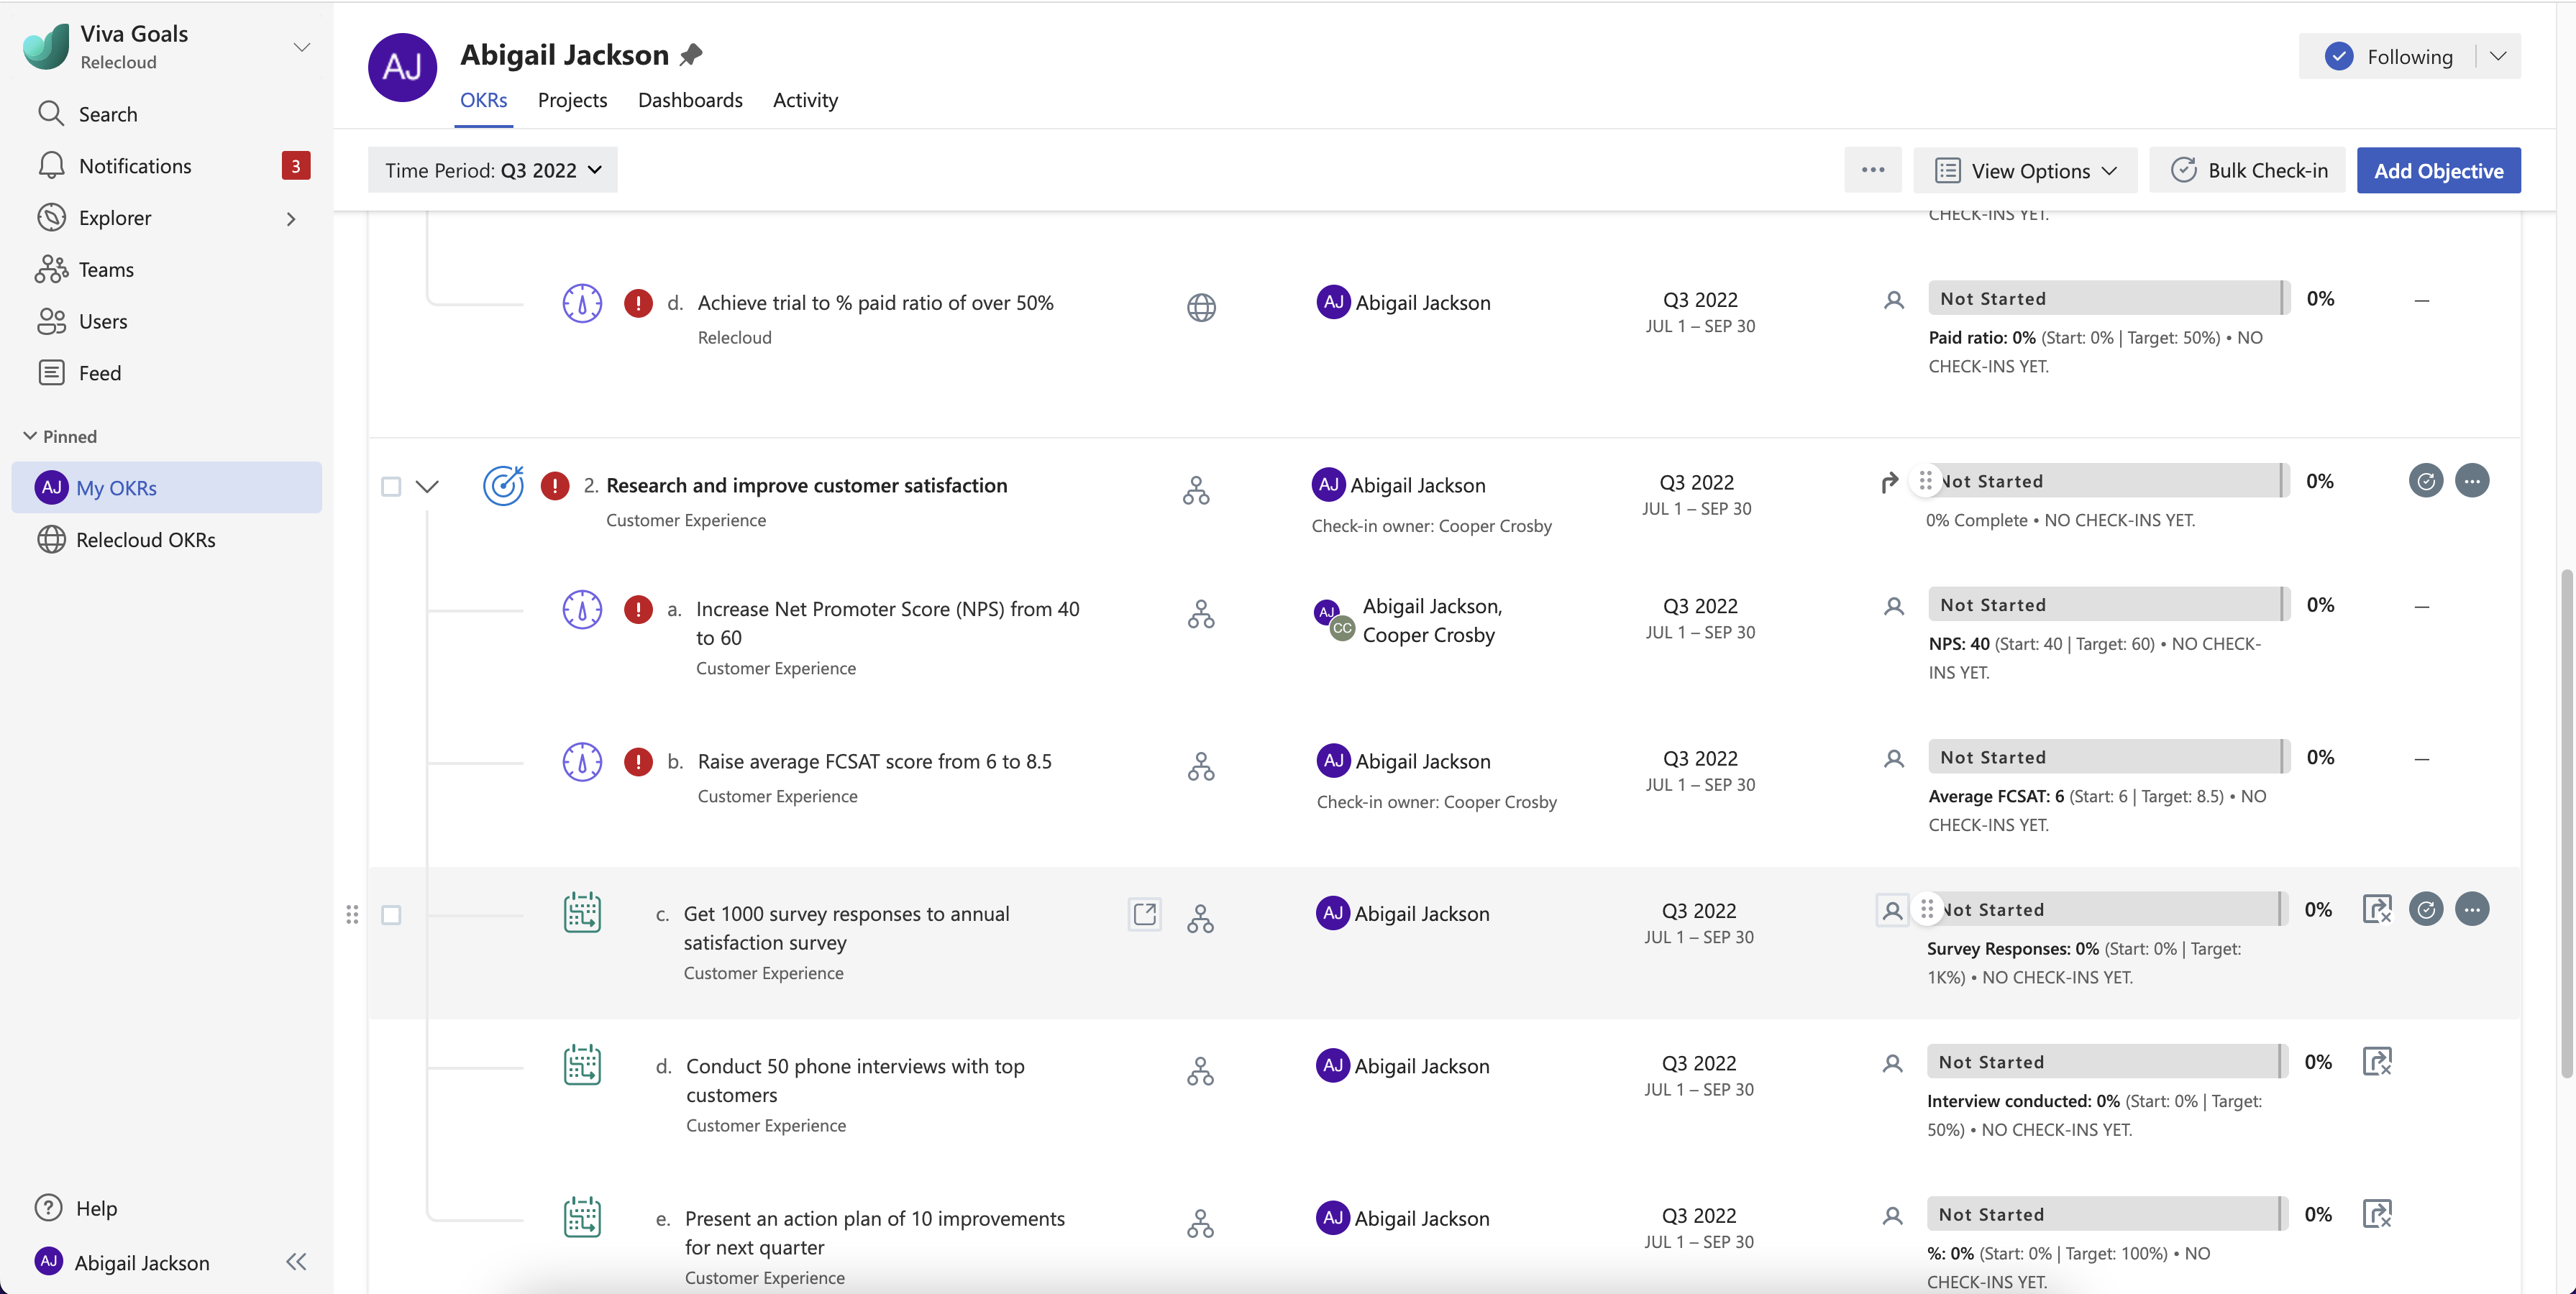 Viva Goals
Relecloud
Search
Notifications
3
Explorer
Teams
Users
Feed
Pinned
AJ My OKRs
Relecloud OKRs
Help
AJ Abigail Jackson
AJ
Abigail Jackson
OKRs Projects Dashboards Activity
Following
Time Period: Q3 2022
View Options
Bulk Check-in
Add Objective
CHECK-INS YET.
d. Achieve trial to % paid ratio of over 50%
Relecloud
AJ Abigail Jackson
Q3 2022
JUL 1 – SEP 30
Not Started
0%
—
Paid ratio: 0% (Start: 0% | Target: 50%) • NO
CHECK-INS YET.
2. Research and improve customer satisfaction
Customer Experience
AJ Abigail Jackson
Check-in owner: Cooper Crosby
Q3 2022
JUL 1 – SEP 30
Not Started
0%
0% Complete • NO CHECK-INS YET.
a. Increase Net Promoter Score (NPS) from 40
to 60
Customer Experience
AJ
CC
Abigail Jackson,
Cooper Crosby
Q3 2022
JUL 1 – SEP 30
Not Started
0%
—
NPS: 40 (Start: 40 | Target: 60) • NO CHECK-
INS YET.
b. Raise average FCSAT score from 6 to 8.5
Customer Experience
AJ Abigail Jackson
Check-in owner: Cooper Crosby
Q3 2022
JUL 1 – SEP 30
Not Started
0%
—
Average FCSAT: 6 (Start: 6 | Target: 8.5) • NO
CHECK-INS YET.
c. Get 1000 survey responses to annual
satisfaction survey
Customer Experience
AJ Abigail Jackson
Q3 2022
JUL 1 – SEP 30
Not Started
0%
Survey Responses: 0% (Start: 0% | Target:
1K%) • NO CHECK-INS YET.
d. Conduct 50 phone interviews with top
customers
Customer Experience
AJ Abigail Jackson
Q3 2022
JUL 1 – SEP 30
Not Started
0%
Interview conducted: 0% (Start: 0% | Target:
50%) • NO CHECK-INS YET.
e. Present an action plan of 10 improvements
for next quarter
Customer Experience
AJ Abigail Jackson
Q3 2022
JUL 1 – SEP 30
Not Started
0%
%: 0% (Start: 0% | Target: 100%) • NO
CHECK-INS YET.